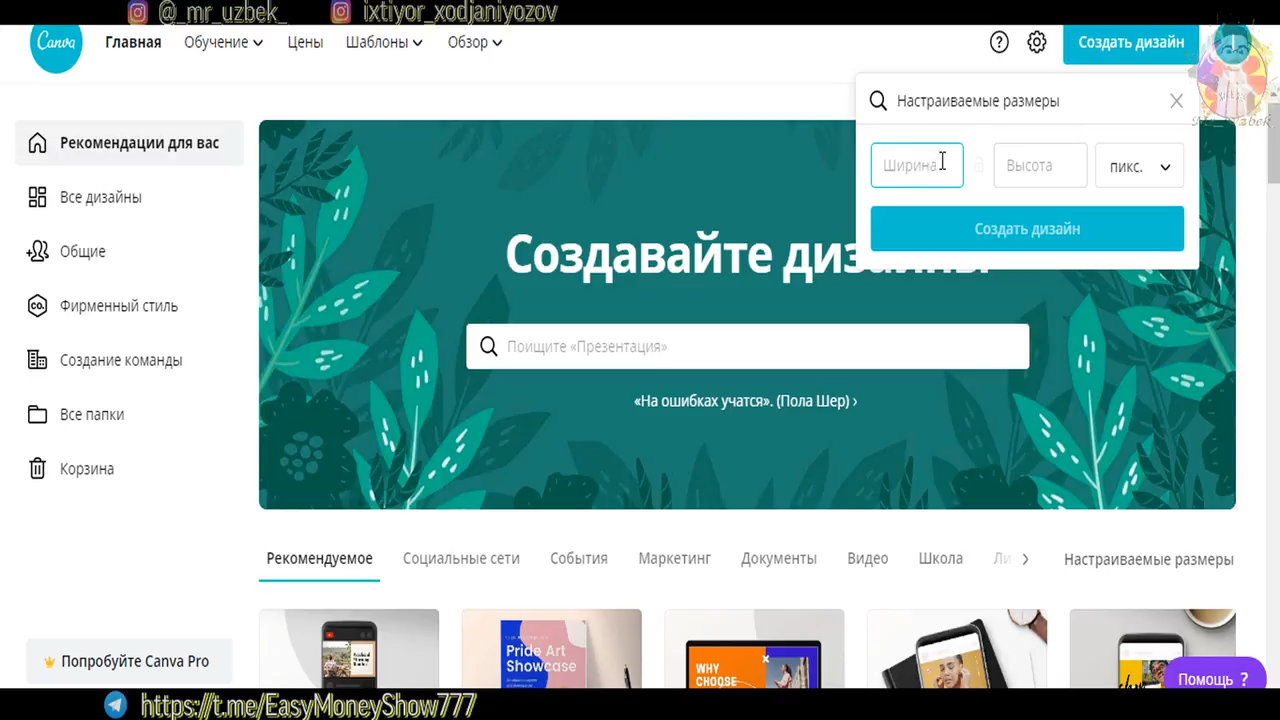 @_mr_uzbek_ ixtiyor_xodjaniyozov
Canva Главная Обучение Цены Шаблоны Обзор ? Создать дизайн
Настраиваемые размеры
Mr_Uzbek
Рекомендации для вас
Ширина Высота пикс.
Все дизайны
Создать дизайн
Общие
Создавайте дизайны
CO. Фирменный стиль
Поищите «Презентация»
Создание команды
«На ошибках учатся». (Пола Шер) ›
Все папки
Корзина
Рекомендуемое Социальные сети События Маркетинг Документы Видео Школа Ли Настраиваемые размеры
Pride Art
Showcase
WHY
CHOOSE
Попробуйте Canva Pro
Помощь ?
https://t.me/EasyMoneyShow777